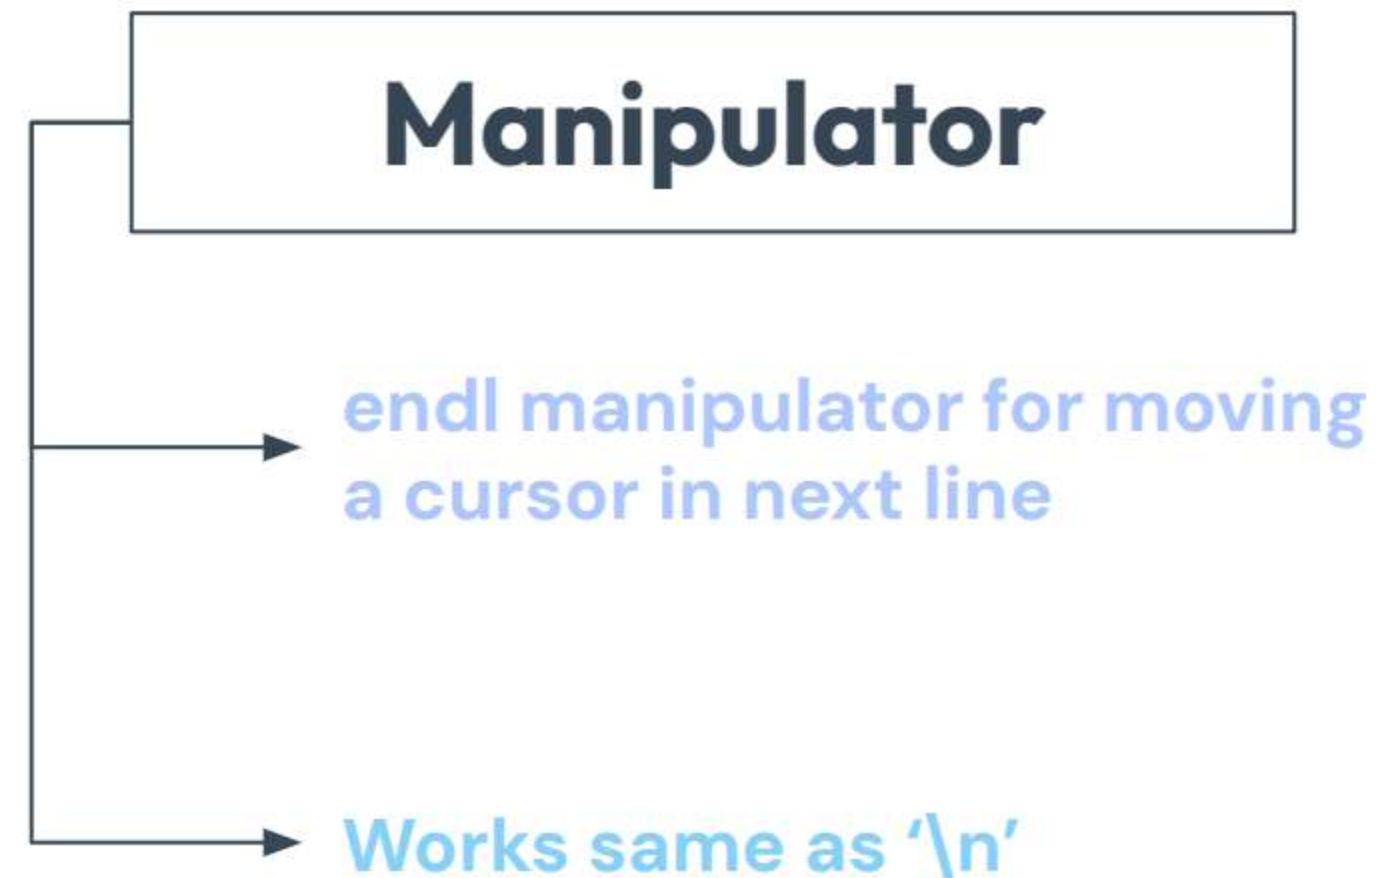 Manipulator
endl manipulator for moving
a cursor in next line
Works same as ‘\n’